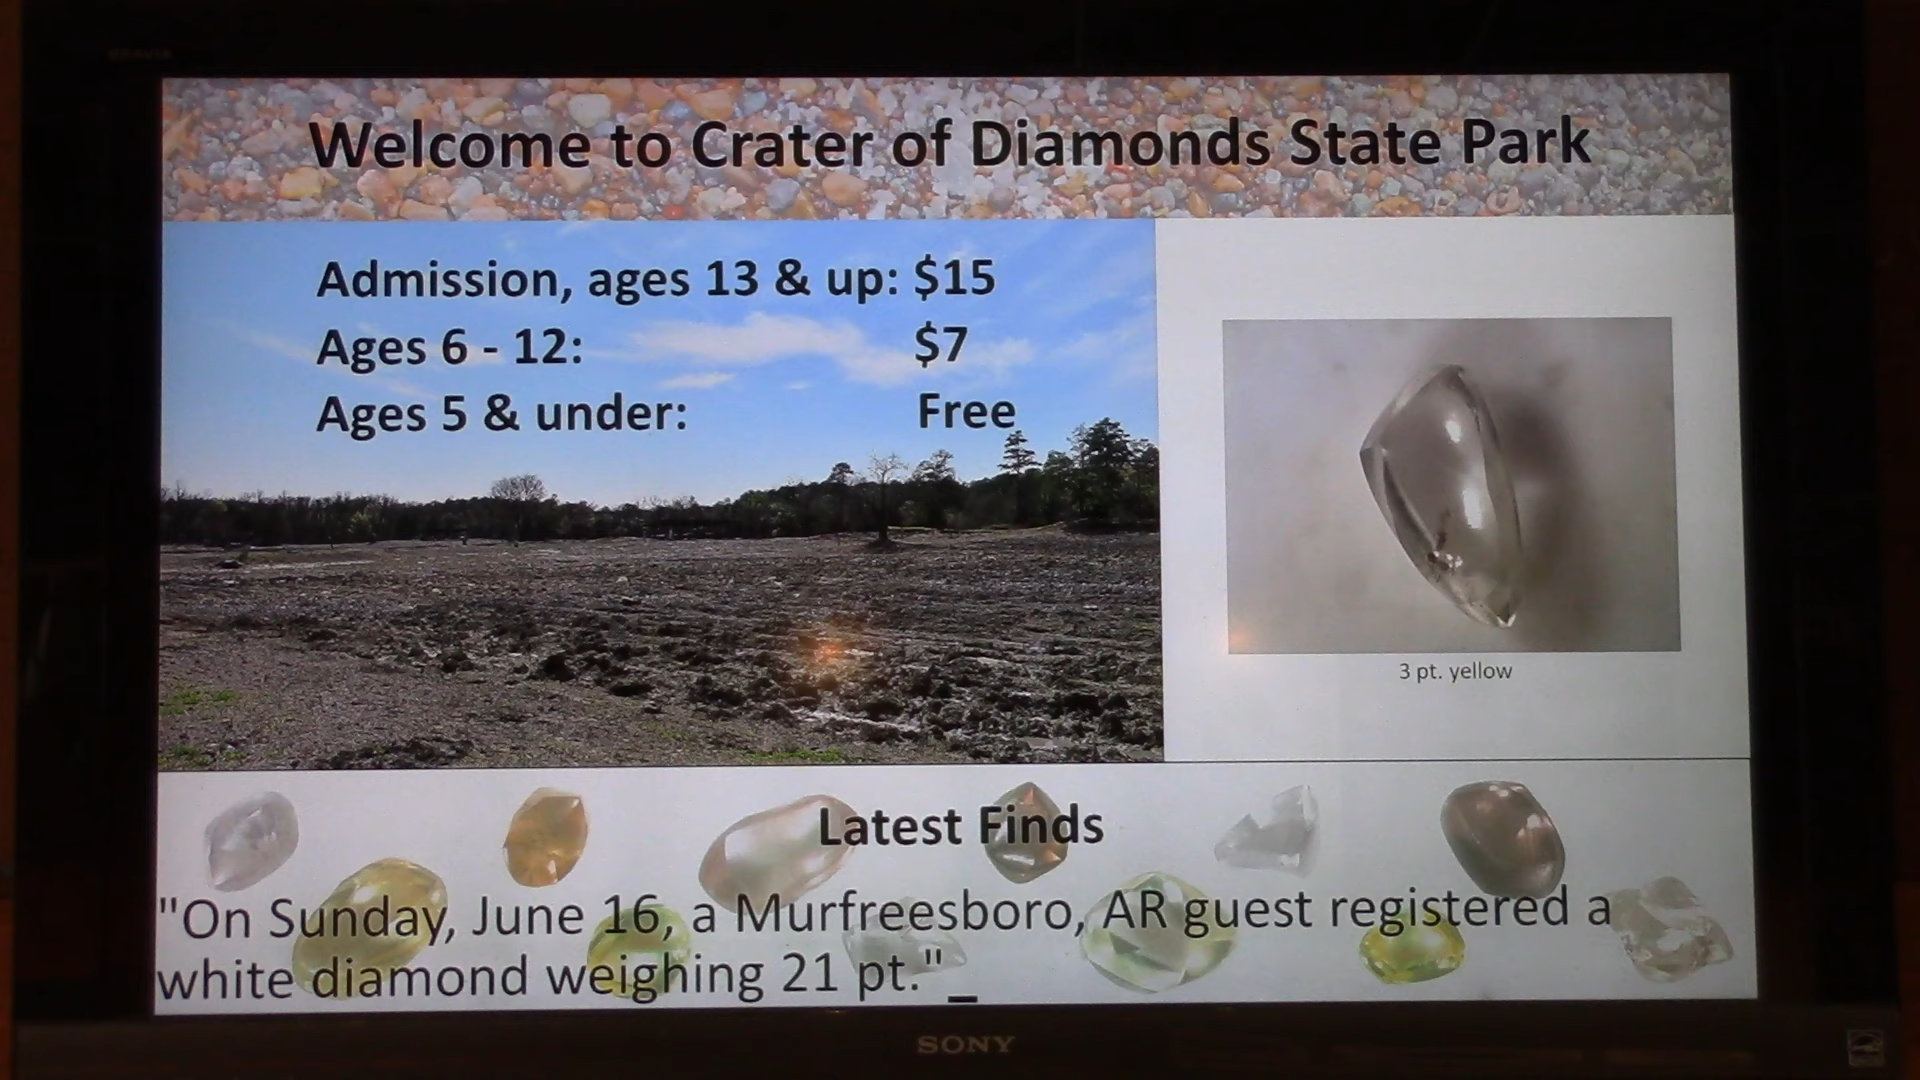 Welcome to Crater of Diamonds State Park
Admission, ages 13 & up: $15
Ages 6 - 12: $7
Ages 5 & under: Free
3 pt. yellow
Latest Finds
"On Sunday, June 16, a Murfreesboro, AR guest registered a
white diamond weighing 21 pt."_
SONY